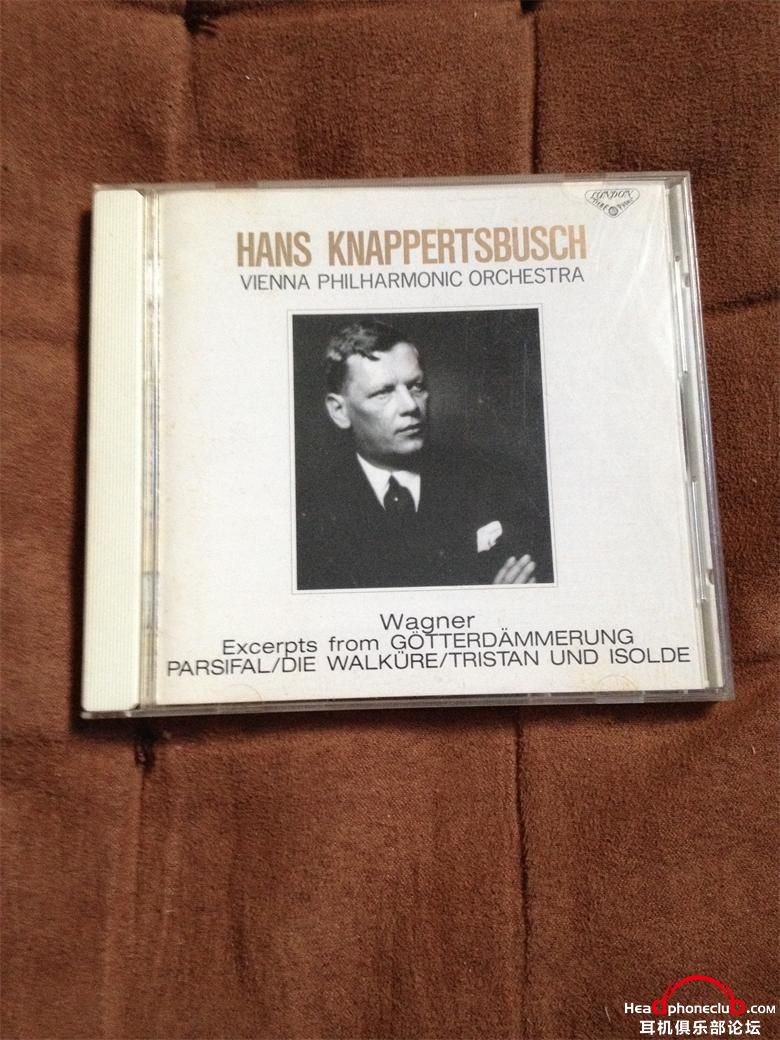 LONDON
HANS KNAPPERTSBUSCH
VIENNA PHILHARMONIC ORCHESTRA
Wagner
Excerpts from GÖTTERDÄMMERUNG
PARSIFAL/DIE WALKÜRE/TRISTAN UND ISOLDE
Headphoneclub.com
耳机俱乐部论坛